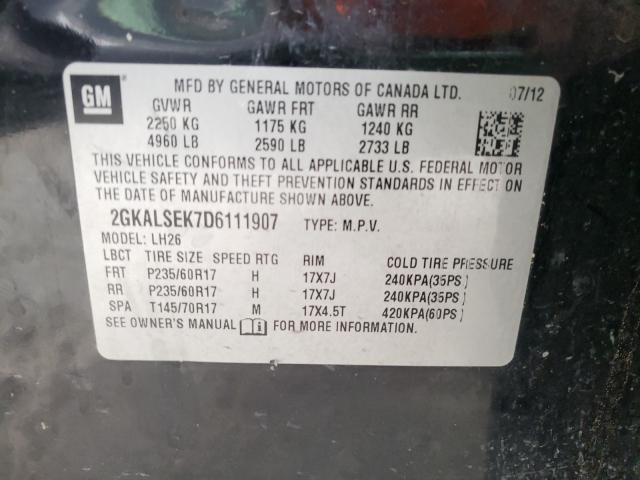 GM
MFD BY GENERAL MOTORS OF CANADA LTD. 07/12
GVWR GAWR FRT GAWR RR
2250 KG 1175 KG 1240 KG
4960 LB 2590 LB 2733 LB
THIS VEHICLE CONFORMS TO ALL APPLICABLE U.S. FEDERAL MOTOR
VEHICLE SAFETY AND THEFT PREVENTION STANDARDS IN EFFECT ON
THE DATE OF MANUFACTURE SHOWN ABOVE.
2GKALSEK7D6111907 TYPE: M.P.V.
MODEL: LH26
LBCT TIRE SIZE SPEED RTG RIM COLD TIRE PRESSURE
FRT P235/60R17 H 17X7J 240KPA(35PS)
RR P235/60R17 H 17X7J 240KPA(35PS)
SPA T145/70R17 M 17X4.5T 420KPA(60PS)
SEE OWNER'S MANUAL FOR MORE INFORMATION.